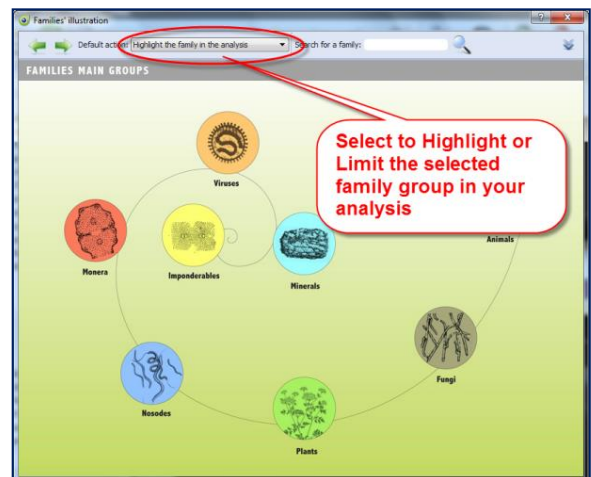 Families' illustration
Default action: Highlight the family in the analysis Search for a family:
FAMILIES MAIN GROUPS
Select to Highlight or
Limit the selected
family group in your
analysis
Viruses
Monera
Imponderables
Minerals
Animals
Nosodes
Fungi
Plants